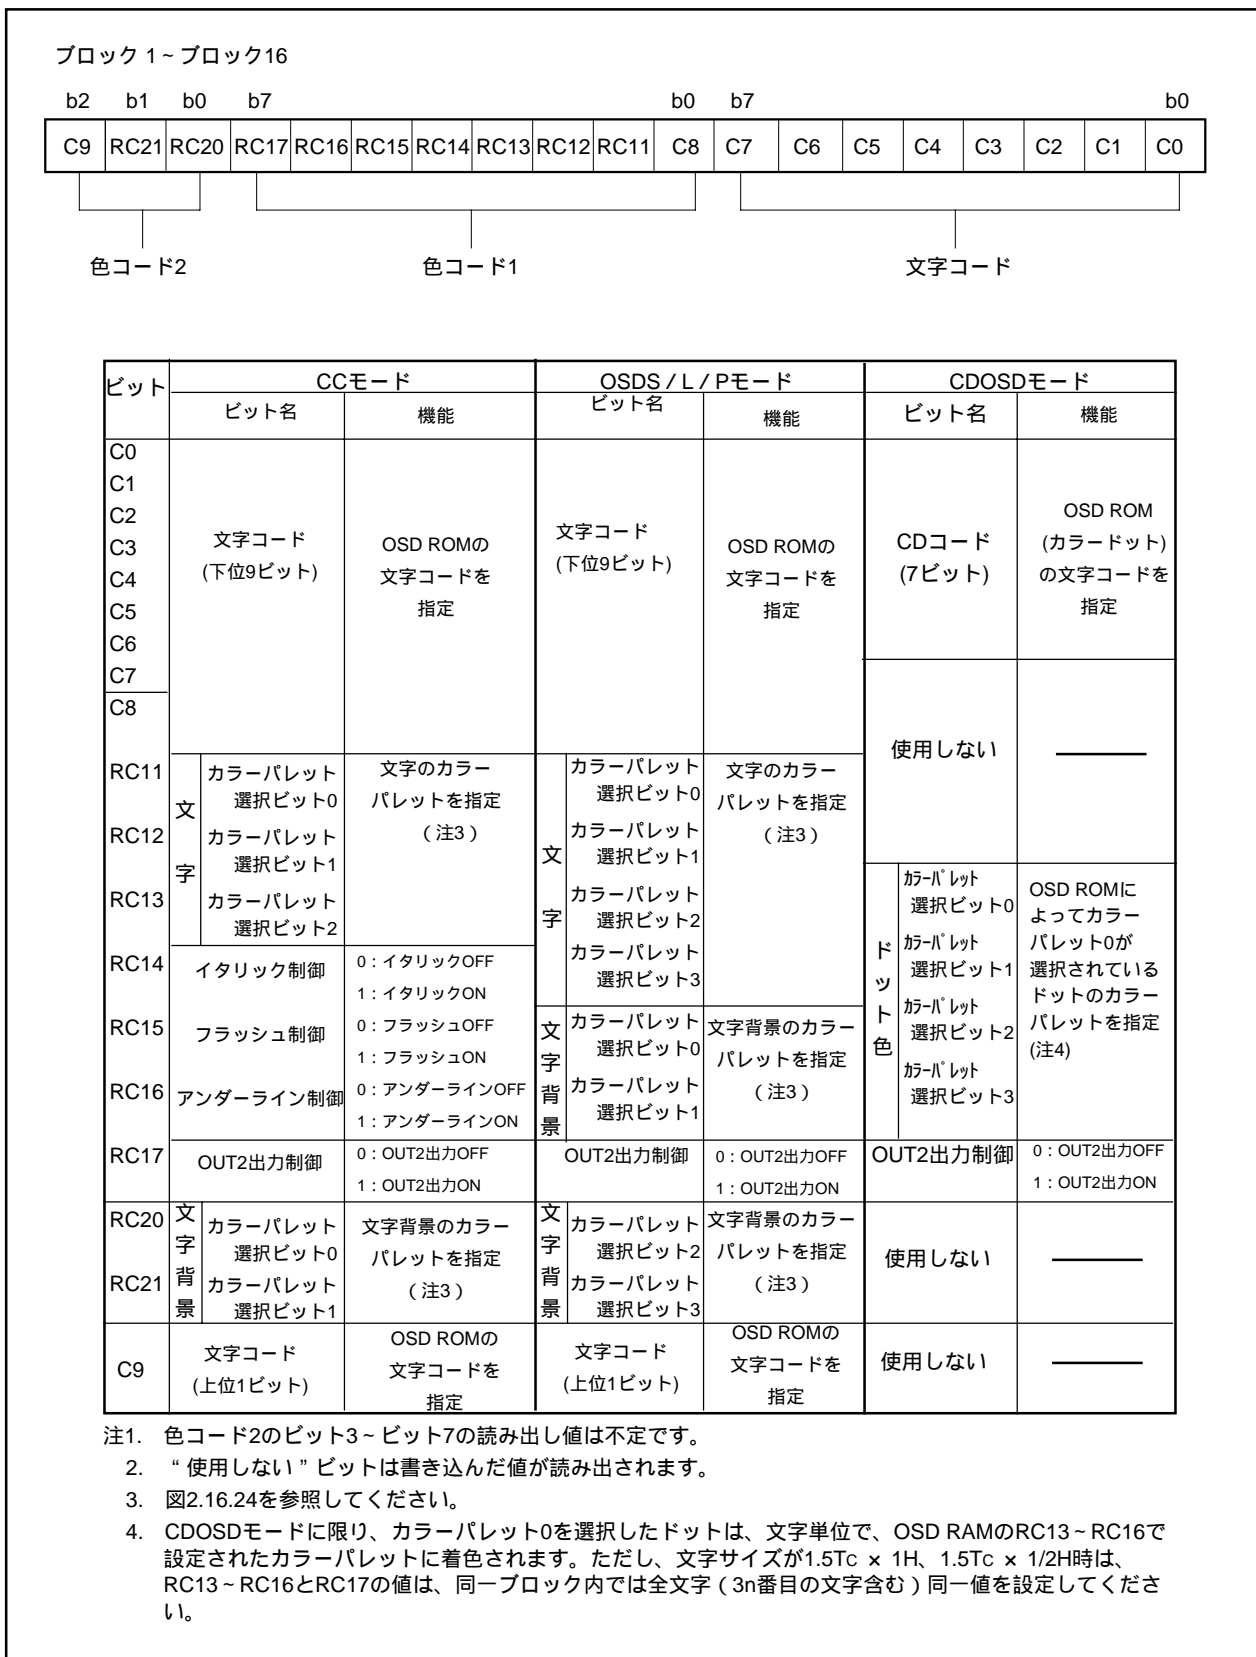 ブロック 1 ~ ブロック16
b2 b1 b0 b7 b0 b7 b0
C9 RC21 RC20 RC17 RC16 RC15 RC14 RC13 RC12 RC11 C8 C7 C6 C5 C4 C3 C2 C1 C0
色コード2 色コード1 文字コード
ビット CCモード OSDS / L / Pモード CDOSDモード
ビット名 機能 ビット名 機能 ビット名 機能
C0
C1
C2
C3
C4
C5
C6
C7
C8
文字コード
(下位9ビット)
OSD ROMの
文字コードを
指定
文字コード
(下位9ビット)
OSD ROMの
文字コードを
指定
CDコード
(7ビット)
OSD ROM
(カラードット)
の文字コードを
指定
使用しない
RC11
RC12
RC13
文字
カラーパレット
選択ビット0
カラーパレット
選択ビット1
カラーパレット
選択ビット2
文字のカラー
パレットを指定
(注3)
文字
カラーパレット
選択ビット0
カラーパレット
選択ビット1
カラーパレット
選択ビット2
カラーパレット
選択ビット3
文字のカラー
パレットを指定
(注3)
ドット色
ｶﾗｰﾊﾟﾚｯﾄ
選択ビット0
ｶﾗｰﾊﾟﾚｯﾄ
選択ビット1
ｶﾗｰﾊﾟﾚｯﾄ
選択ビット2
ｶﾗｰﾊﾟﾚｯﾄ
選択ビット3
OSD ROMに
よってカラー
パレット0が
選択されている
ドットのカラー
パレットを指定
(注4)
RC14
イタリック制御
0：イタリックOFF
1：イタリックON
RC15
フラッシュ制御
0：フラッシュOFF
1：フラッシュON
RC16
アンダーライン制御
0：アンダーラインOFF
1：アンダーラインON
文字背景
カラーパレット
選択ビット0
カラーパレット
選択ビット1
文字背景のカラー
パレットを指定
(注3)
RC17
OUT2出力制御
0：OUT2出力OFF
1：OUT2出力ON
OUT2出力制御
0：OUT2出力OFF
1：OUT2出力ON
OUT2出力制御
0：OUT2出力OFF
1：OUT2出力ON
RC20
RC21
文字背景
カラーパレット
選択ビット0
カラーパレット
選択ビット1
文字背景のカラー
パレットを指定
(注3)
文字背景
カラーパレット
選択ビット2
カラーパレット
選択ビット3
文字背景のカラー
パレットを指定
(注3)
使用しない
C9
文字コード
(上位1ビット)
OSD ROMの
文字コードを
指定
文字コード
(上位1ビット)
OSD ROMの
文字コードを
指定
使用しない
注1. 色コード2のビット3 ~ ビット7の読み出し値は不定です。
2. “ 使用しない ” ビットは書き込んだ値が読み出されます。
3. 図2.16.24を参照してください。
4. CDOSDモードに限り、カラーパレット0を選択したドットは、文字単位で、OSD RAMのRC13 ~ RC16で
設定されたカラーパレットに着色されます。ただし、文字サイズが1.5Tc × 1H、1.5Tc × 1/2H時は、
RC13 ~ RC16とRC17の値は、同一ブロック内では全文字（3n番目の文字含む）同一値を設定してくださ
い。